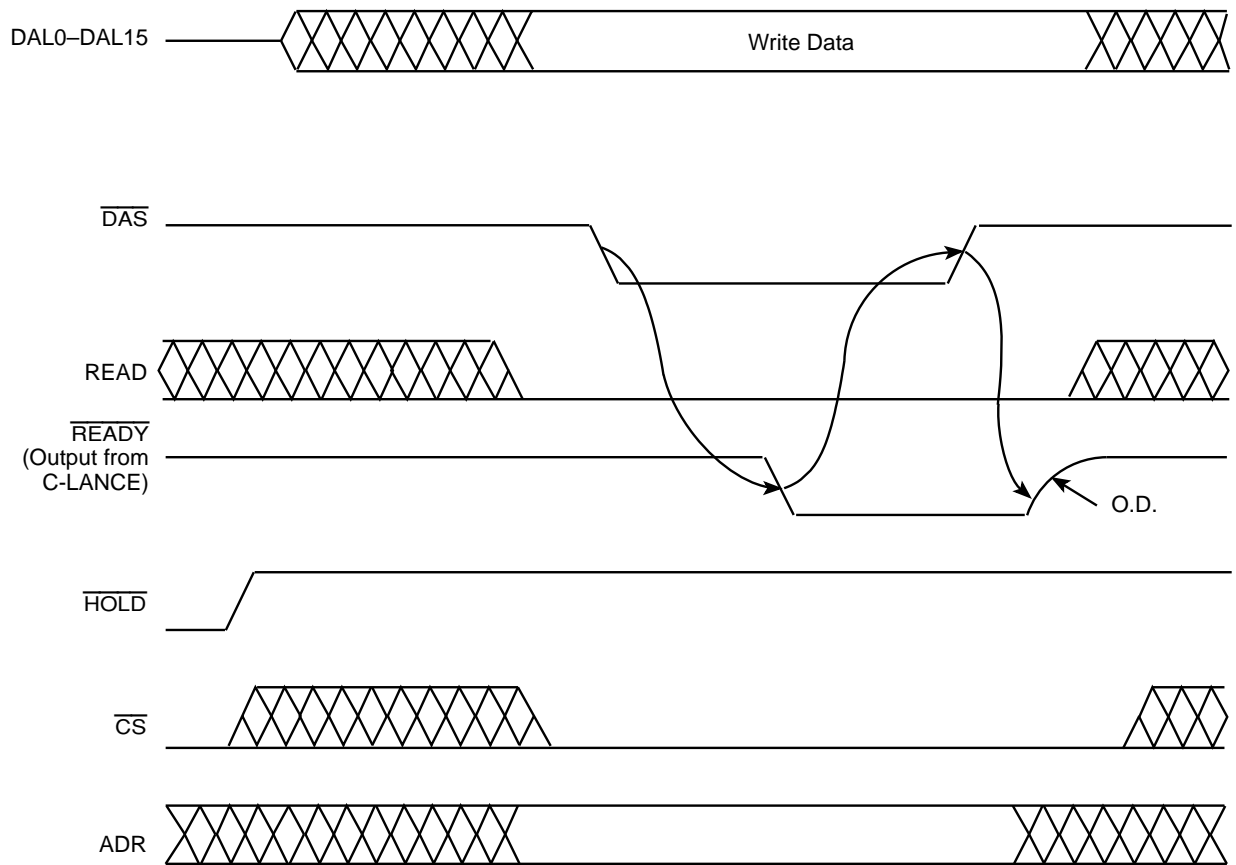 DAL0–DAL15
Write Data
DAS
READ
READY
(Output from
C-LANCE)
O.D.
HOLD
CS
ADR